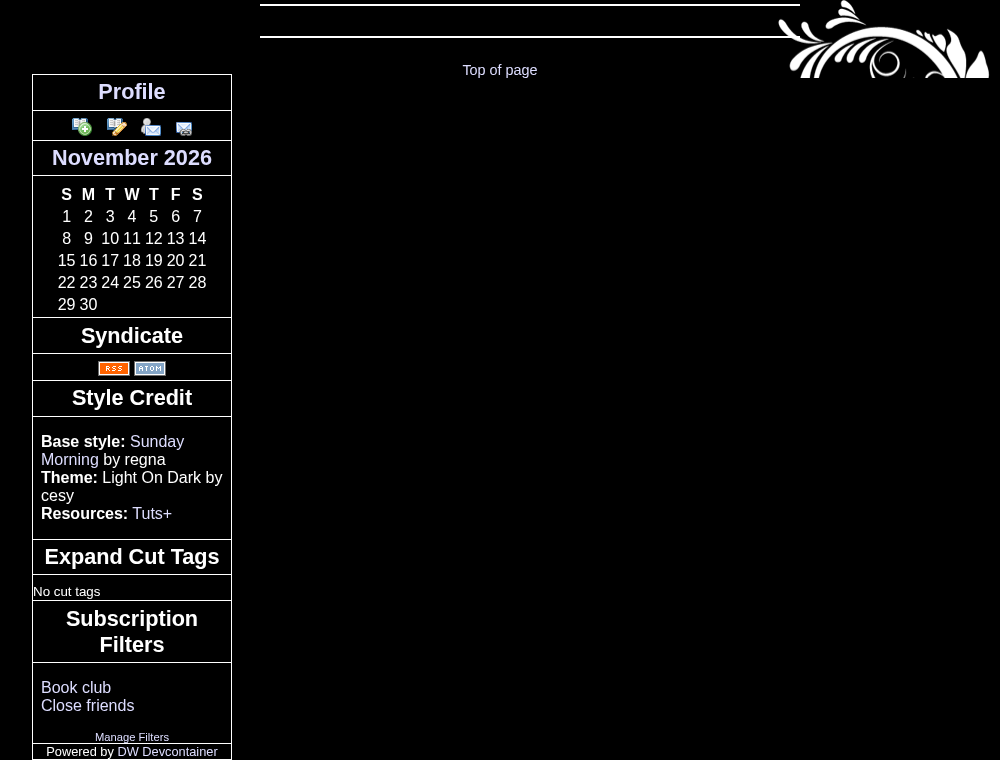 Top of page
Profile
November 2026
S M T W T F S
1 2 3 4 5 6 7
8 9 10 11 12 13 14
15 16 17 18 19 20 21
22 23 24 25 26 27 28
29 30
Syndicate
RSS ATOM
Style Credit
Base style: Sunday
Morning by regna
Theme: Light On Dark by
cesy
Resources: Tuts+
Expand Cut Tags
No cut tags
Subscription
Filters
Book club
Close friends
Manage Filters
Powered by DW Devcontainer